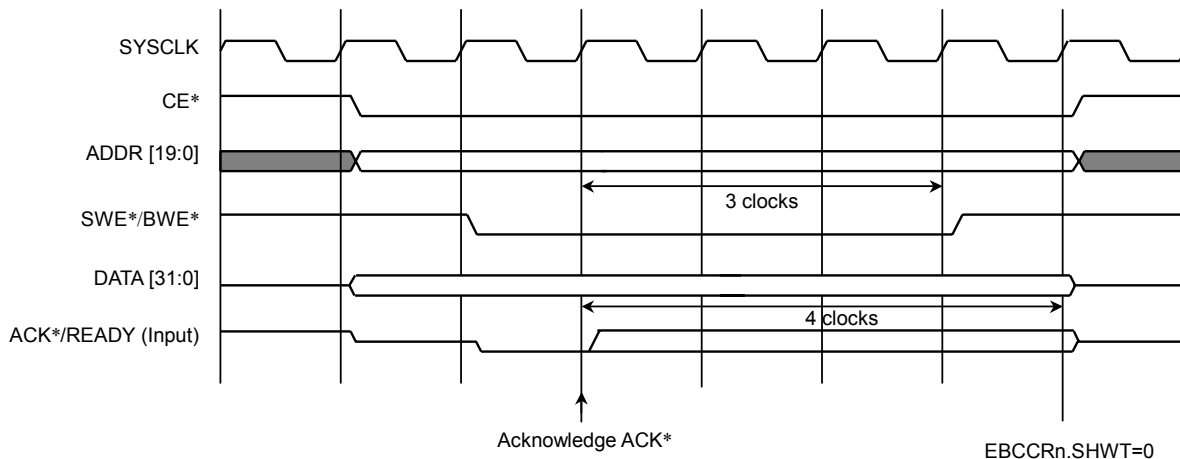 SYSCLK
CE*
ADDR [19:0]
3 clocks
SWE*/BWE*
DATA [31:0]
4 clocks
ACK*/READY (Input)
Acknowledge ACK*
EBCCRn.SHWT=0